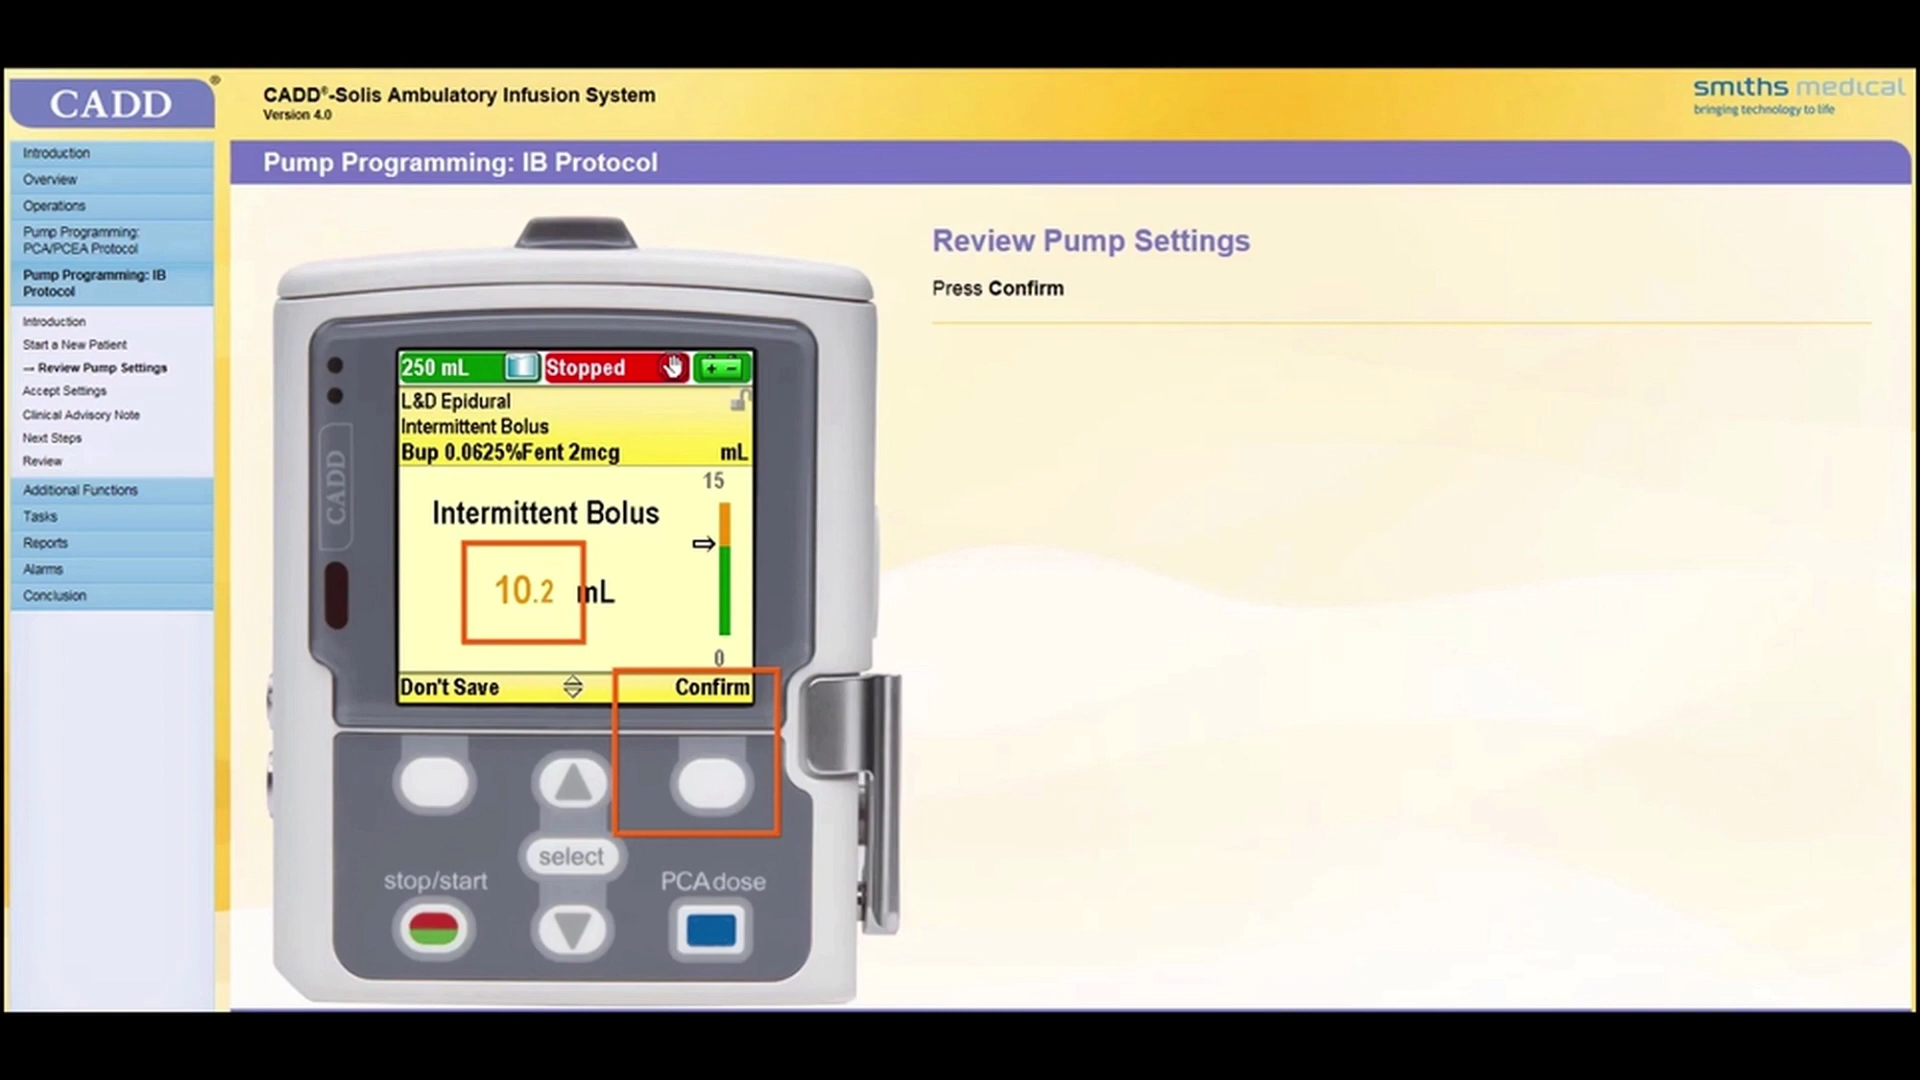 CADD®
CADD®-Solis Ambulatory Infusion System
Version 4.0
smiths medical
bringing technology to life
Introduction
Overview
Operations
Pump Programming:
PCA/PCEA Protocol
Pump Programming: IB
Protocol
Introduction
Start a New Patient
→ Review Pump Settings
Accept Settings
Clinical Advisory Note
Next Steps
Review
Additional Functions
Tasks
Reports
Alarms
Conclusion
Pump Programming: IB Protocol
Review Pump Settings
Press Confirm
CADD
250 mL Stopped
L&D Epidural
Intermittent Bolus
Bup 0.0625%Fent 2mcg mL
15
Intermittent Bolus
10.2 mL
0
Don't Save Confirm
select
stop/start PCA dose